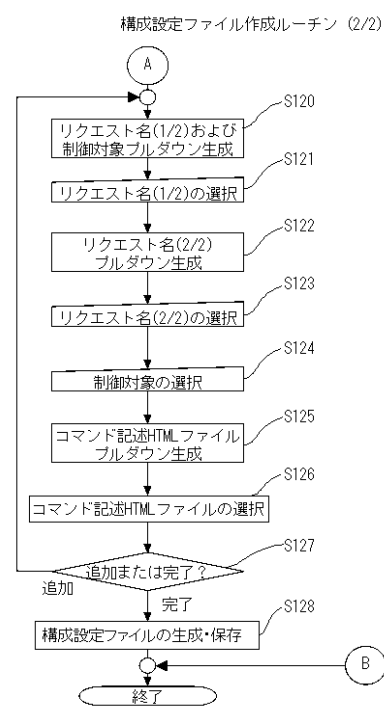 構成設定ファイル作成ルーチン (2/2)
A
S120
リクエスト名(1/2)および
制御対象プルダウン生成
S121
リクエスト名(1/2)の選択
S122
リクエスト名(2/2)
プルダウン生成
S123
リクエスト名(2/2)の選択
S124
制御対象の選択
S125
コマンド記述HTMLファイル
プルダウン生成
S126
コマンド記述HTMLファイルの選択
S127
追加または完了?
追加
完了
S128
構成設定ファイルの生成・保存
B
終了